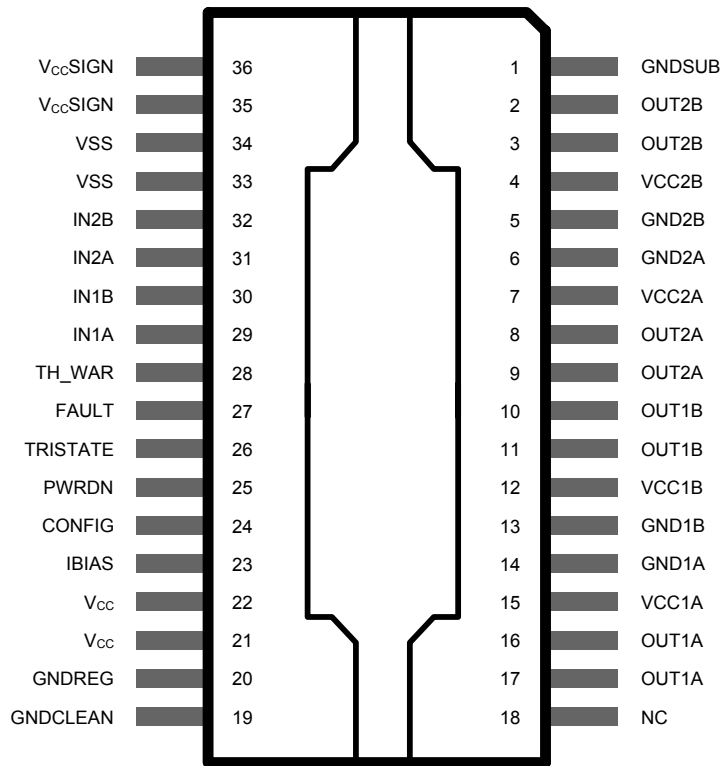 VCCSIGN 36 1 GNDSUB
VCCSIGN 35 2 OUT2B
VSS 34 3 OUT2B
VSS 33 4 VCC2B
IN2B 32 5 GND2B
IN2A 31 6 GND2A
IN1B 30 7 VCC2A
IN1A 29 8 OUT2A
TH_WAR 28 9 OUT2A
FAULT 27 10 OUT1B
TRISTATE 26 11 OUT1B
PWRDN 25 12 VCC1B
CONFIG 24 13 GND1B
IBIAS 23 14 GND1A
VCC 22 15 VCC1A
VCC 21 16 OUT1A
GNDREG 20 17 OUT1A
GNDCLEAN 19 18 NC